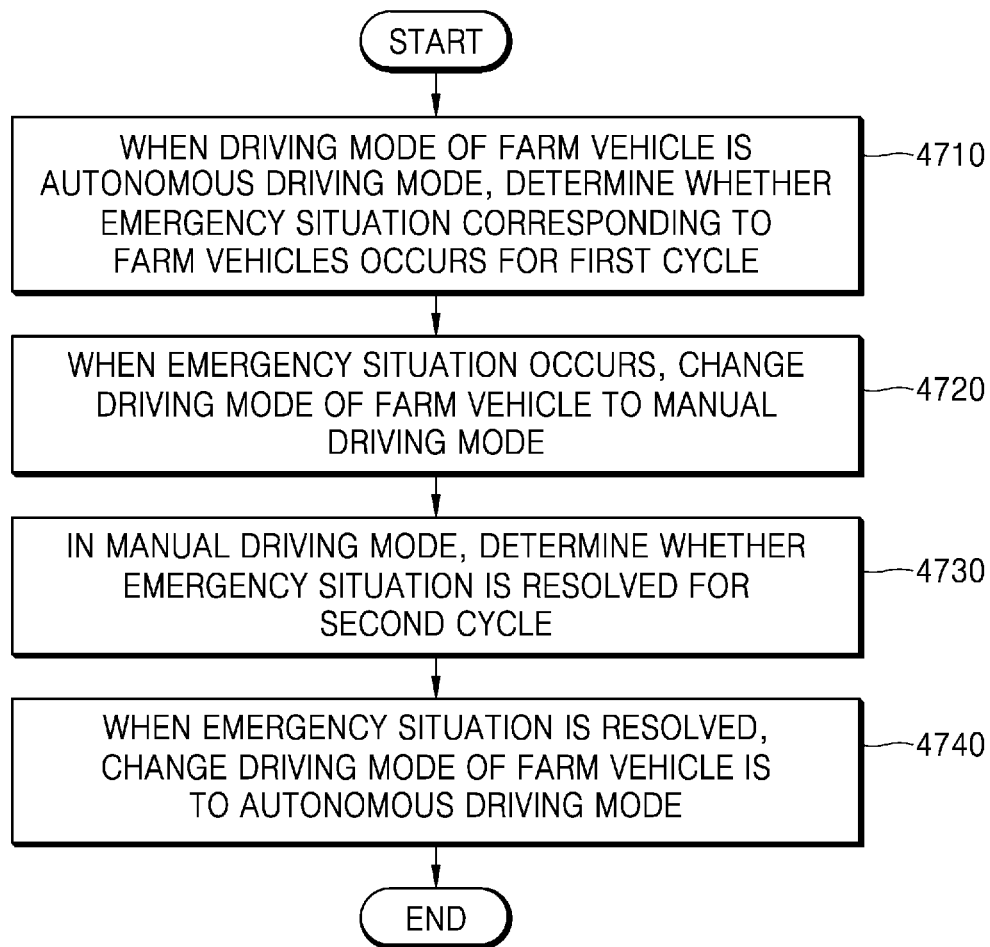 START
WHEN DRIVING MODE OF FARM VEHICLE IS
AUTONOMOUS DRIVING MODE, DETERMINE WHETHER
EMERGENCY SITUATION CORRESPONDING TO
FARM VEHICLES OCCURS FOR FIRST CYCLE
4710
WHEN EMERGENCY SITUATION OCCURS, CHANGE
DRIVING MODE OF FARM VEHICLE TO MANUAL
DRIVING MODE
4720
IN MANUAL DRIVING MODE, DETERMINE WHETHER
EMERGENCY SITUATION IS RESOLVED FOR
SECOND CYCLE
4730
WHEN EMERGENCY SITUATION IS RESOLVED,
CHANGE DRIVING MODE OF FARM VEHICLE IS
TO AUTONOMOUS DRIVING MODE
4740
END